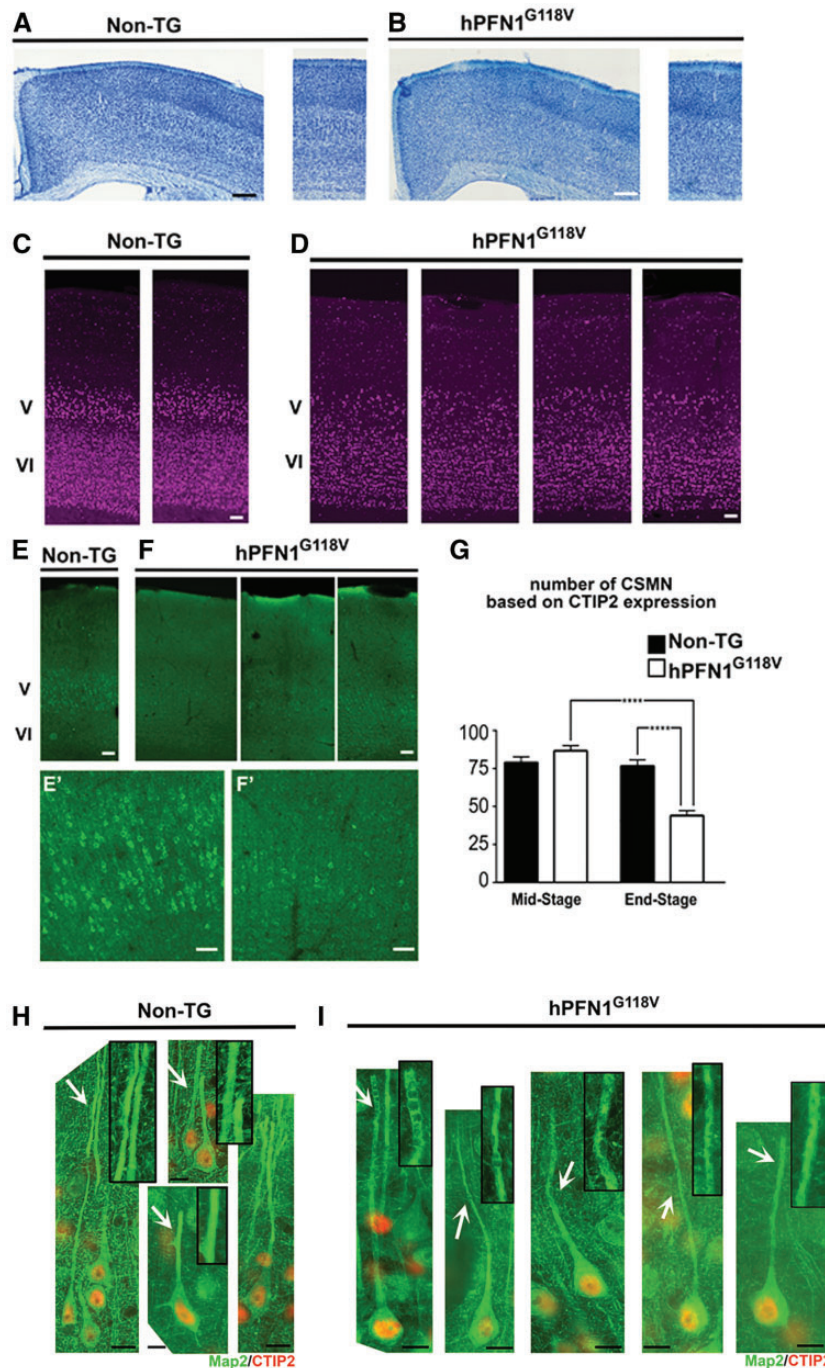 A
Non-TG
B
hPFN1G118V
C
Non-TG
D
hPFN1G118V
V
VI
V
VI
E
Non-TG
F
hPFN1G118V
V
VI
E'
F'
G
number of CSMN
based on CTIP2 expression
Non-TG
hPFN1G118V
****
****
100
75
50
25
0
Mid-Stage
End-Stage
H
Non-TG
I
hPFN1G118V
Map2/CTIP2
Map2/CTIP2